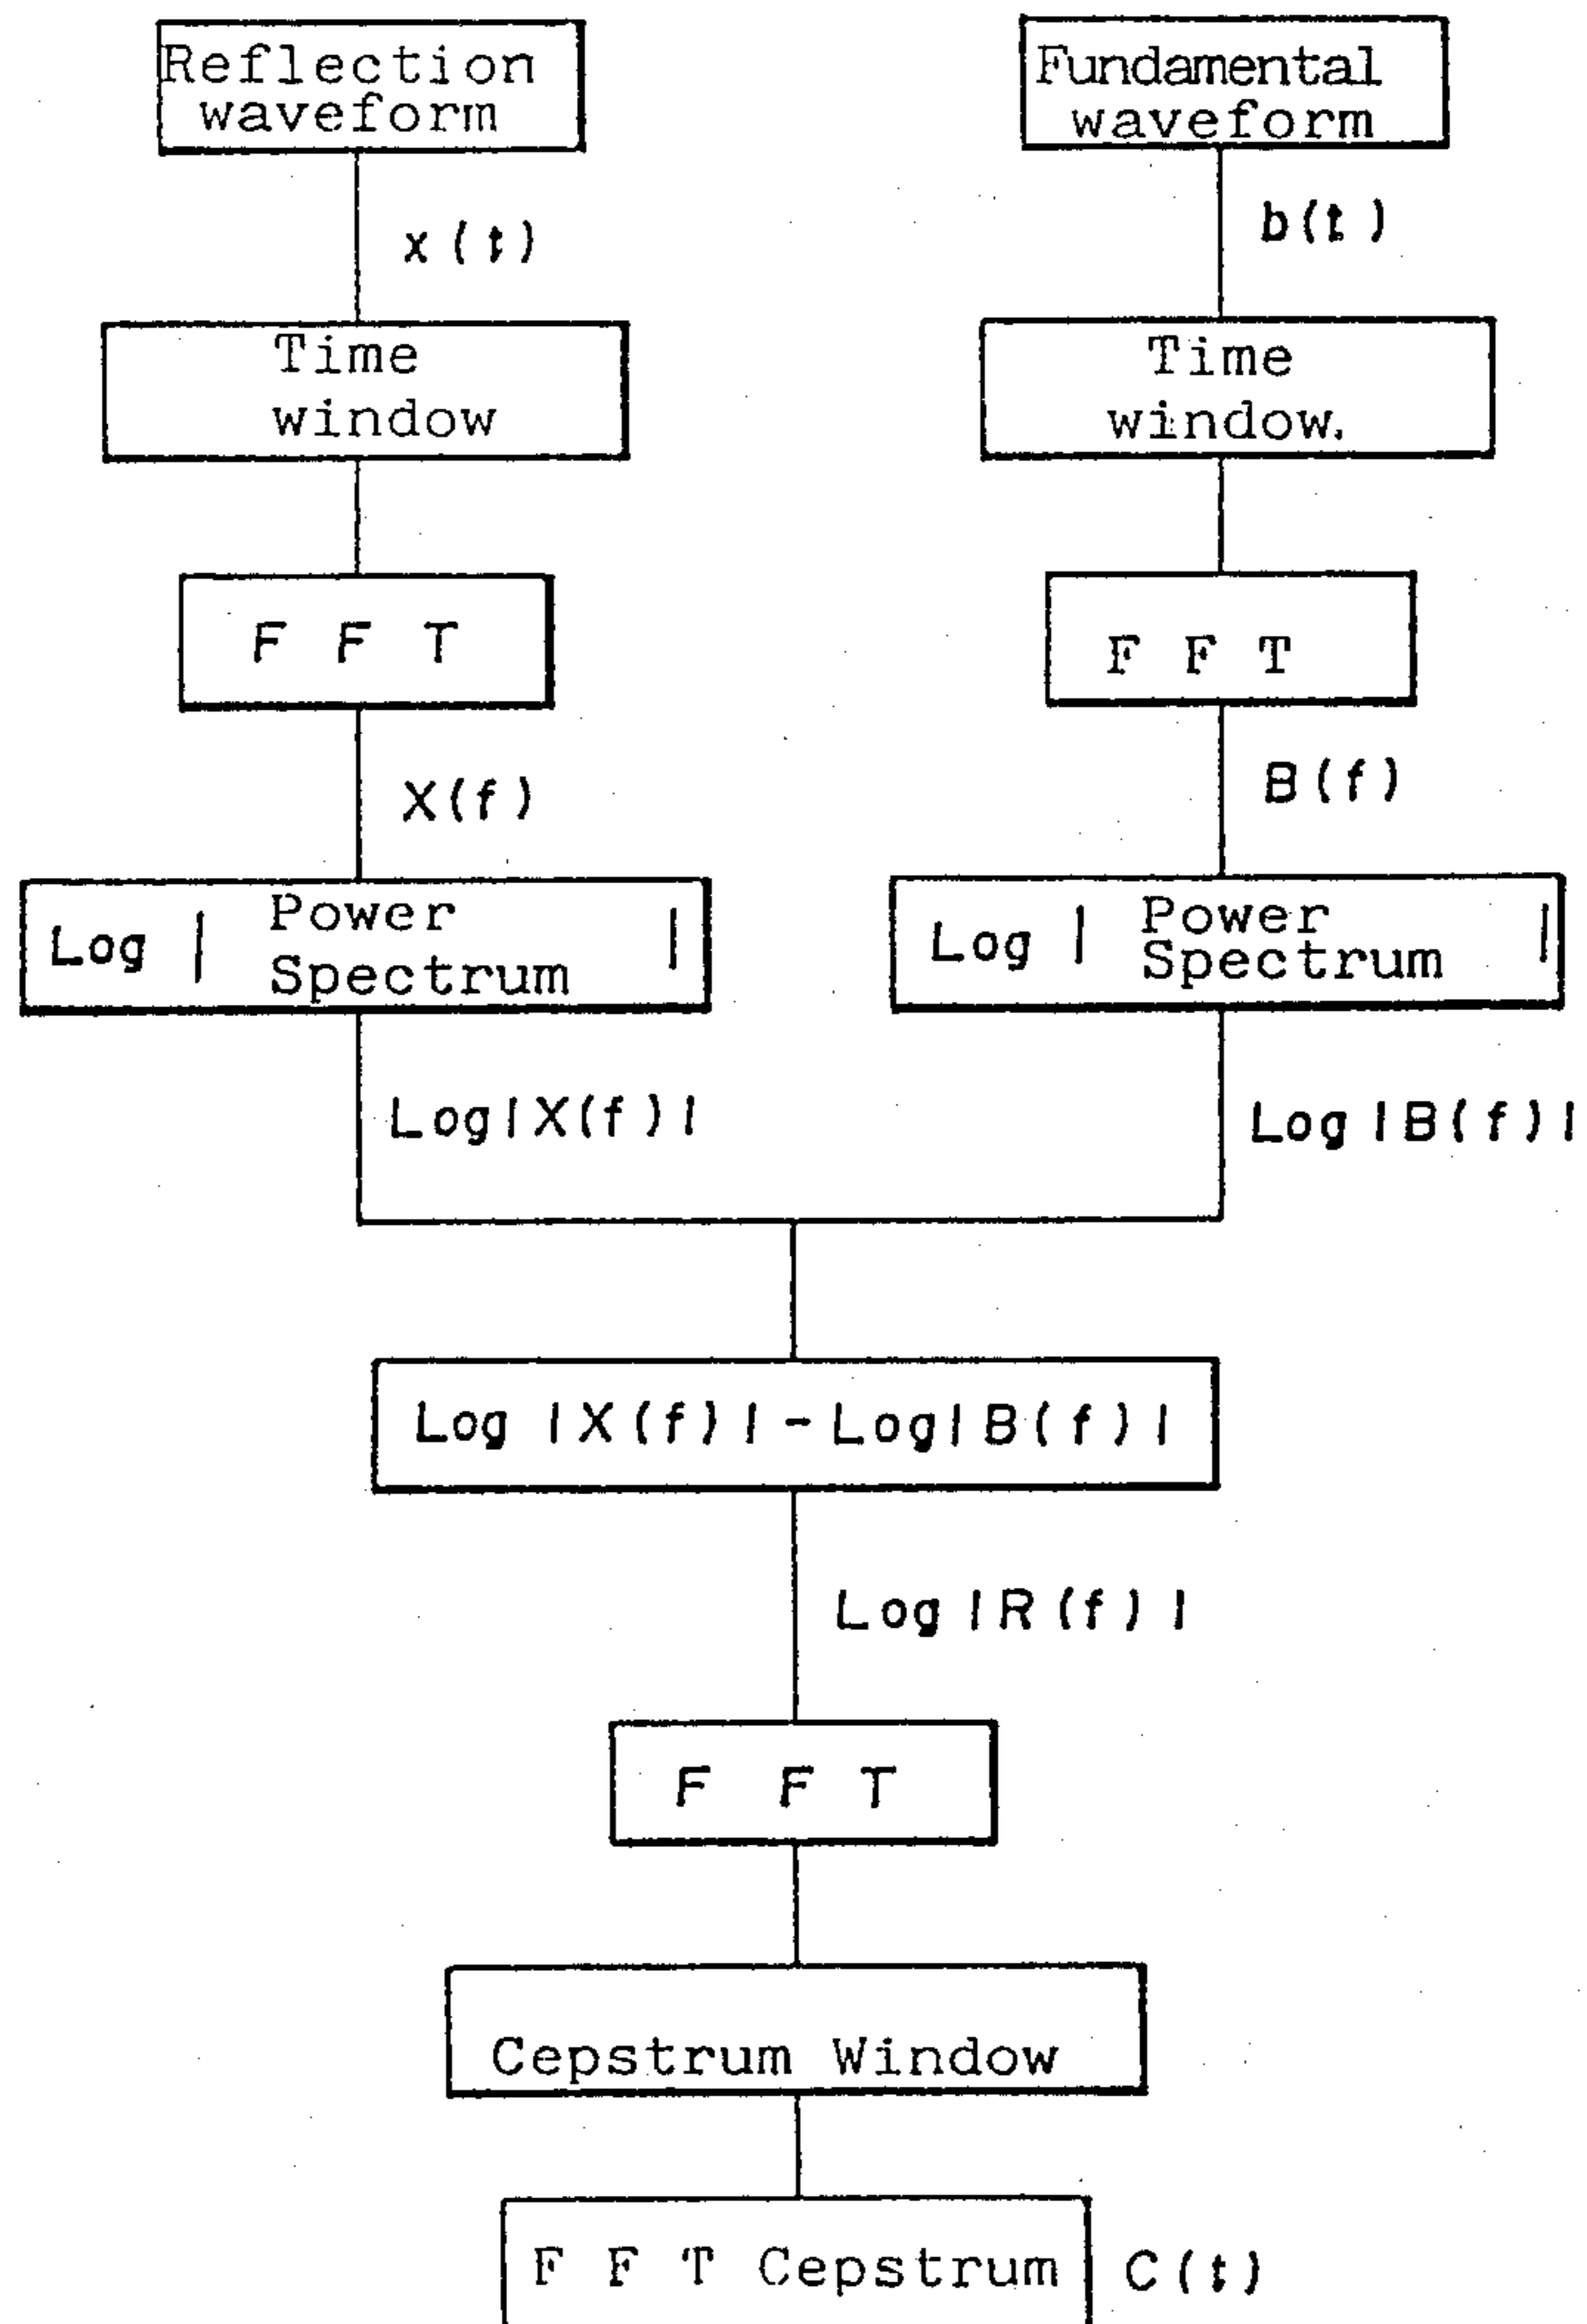 Reflection
waveform
x(t)
Time
window
F F T
X(f)
Log | Power
Spectrum |
Log|X(f)|
Fundamental
waveform
b(t)
Time
window.
F F T
B(f)
Log | Power
Spectrum |
Log|B(f)|
Log |X(f)|-Log|B(f)|
Log|R(f)|
F F T
Cepstrum Window
F F T Cepstrum
C(t)